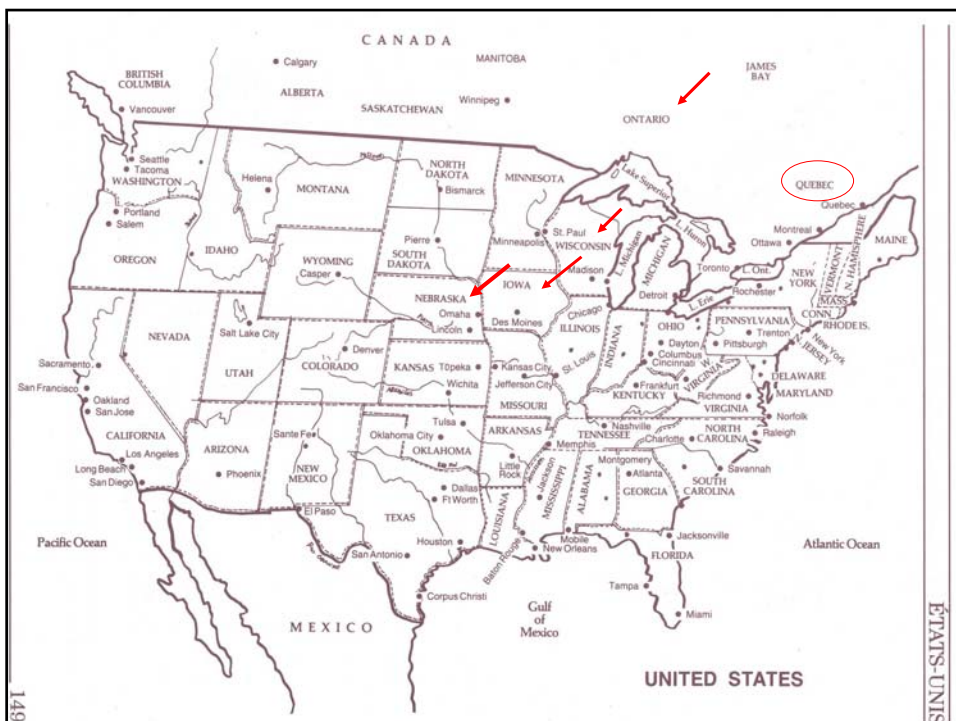 CANADA
MANITOBA
JAMES
BAY
Calgary
BRITISH
COLUMBIA
ALBERTA
SASKATCHEWAN
Winnipeg
ONTARIO
Vancouver
Seattle
Tacoma
WASHINGTON
Helena
MONTANA
NORTH
DAKOTA
Bismarck
MINNESOTA
Lake Superior
QUEBEC
Quebec
Portland
Salem
OREGON
IDAHO
WYOMING
Casper
Pierre
SOUTH
DAKOTA
Minneapolis
St. Paul
WISCONSIN
Madison
L. Michigan
MICHIGAN
L. Huron
Montreal
Ottawa
Toronto
L. Ont.
MAINE
VERMONT
N. HAMISPHERE
NEW
YORK
Rochester
MASS
CONN
RHODE IS.
Detroit
L. Erie
NEBRASKA
Omaha
Lincoln
IOWA
Des Moines
Chicago
ILLINOIS
INDIANA
OHIO
Dayton
Columbus
Cincinnati
PENNSYLVANIA
Trenton
Pittsburgh
New York
N. JERSEY
NEVADA
Salt Lake City
UTAH
Denver
COLORADO
KANSAS
Töpeka
Wichita
Kansas City
Jefferson City
MISSOURI
St. Louis
Frankfurt
KENTUCKY
W.
VIRGINIA
Richmond
VIRGINIA
DELAWARE
MARYLAND
Norfolk
Sacramento
San Francisco
Oakland
San Jose
CALIFORNIA
Los Angeles
Long Beach
San Diego
ARIZONA
Phoenix
Sante Fe
NEW
MEXICO
Tulsa
Oklahoma City
OKLAHOMA
ARKANSAS
Little
Rock
Memphis
TENNESSEE
Nashville
NORTH
CAROLINA
Charlotte
Raleigh
SOUTH
CAROLINA
Savannah
Montgomery
Atlanta
GEORGIA
ALABAMA
MISSISSIPPI
Jackson
LOUISIANA
Dallas
Ft Worth
El Paso
TEXAS
Houston
San Antonio
Corpus Christi
Baton Rouge
New Orleans
Mobile
Jacksonville
FLORIDA
Tampa
Miami
Pacific Ocean
Atlantic Ocean
Gulf
of
Mexico
MEXICO
UNITED STATES
ÉTATS-UNIS
149